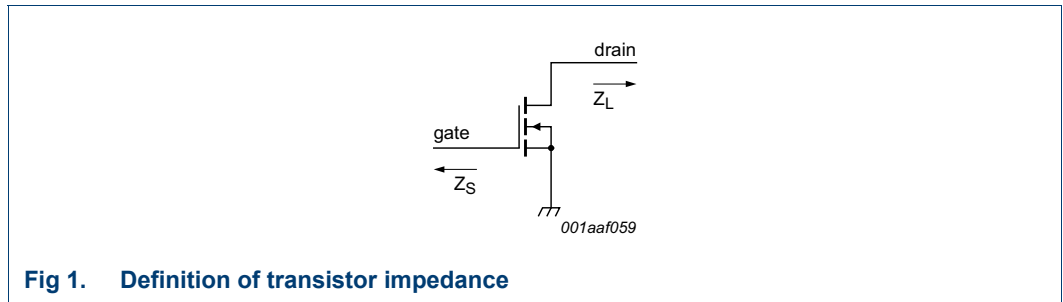 drain
Z_L
gate
Z_S
001aaf059
Fig 1. Definition of transistor impedance